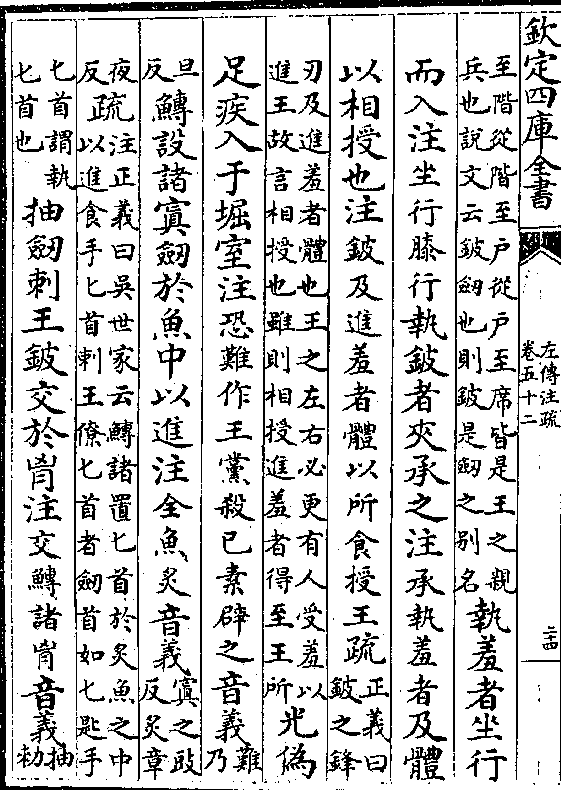 欽定四庫全書
左傳注疏
卷五十二
二十四
至階從階至戶從戶至席皆是王之親
兵也說文云鈹劒也則鈹是劒之別名
執羞者坐行
而入注坐行膝行執鈹者夾承之注承執羞者及體
以相授也注鈹及進羞者體以所食授王疏
正義曰
鈹之鋒
刃及進羞者體也王之左右必更有人受羞以
進王故言相授也雖則相授進羞者得至王所
光偽
足疾入于堀室注恐難作王黨殺已素辟之音義
難
乃
旦
反
鱄設諸寘劒於魚中以進注全魚炙音義
寘之䟡
反炙章
夜
反
疏
注正義曰吳世家云鱄諸置匕首於炙魚之中
以進食手匕首刺王僚匕首者劒首如匕匙手
匕首謂執
匕首也
抽劒刺王鈹交於胷注交鱄諸胷音義
抽
勑